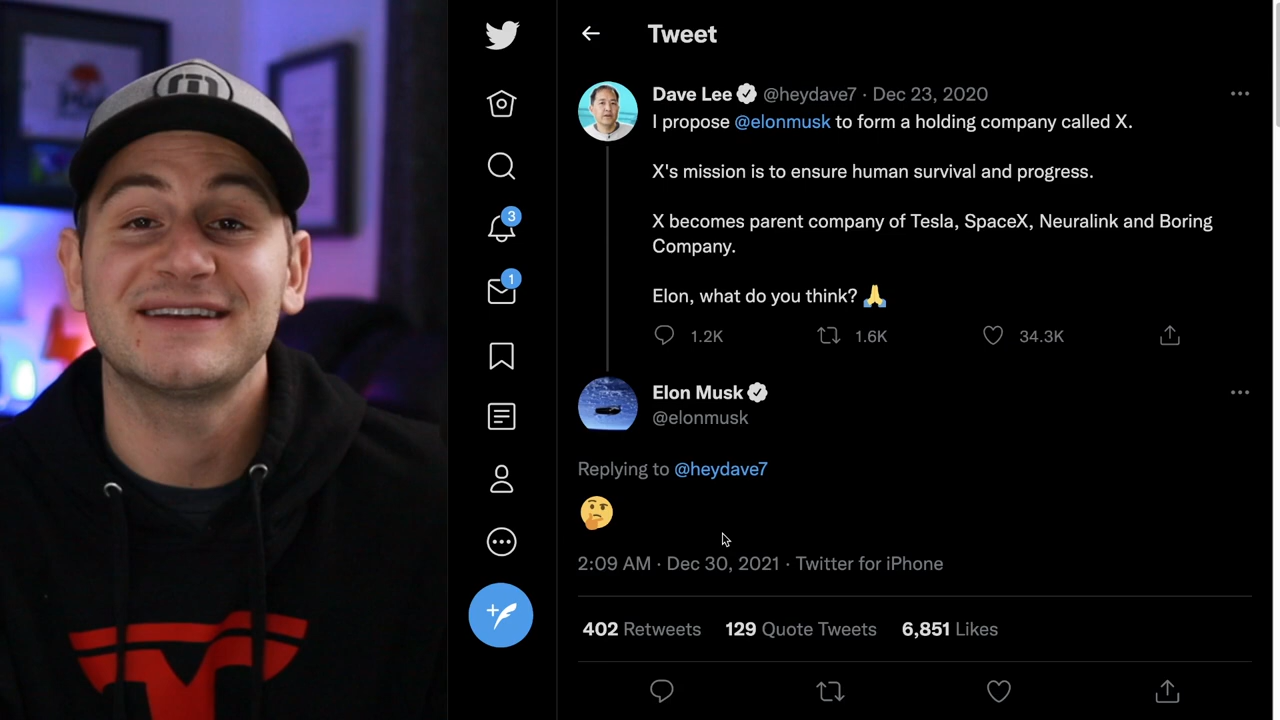 Tweet
Dave Lee @heydave7 · Dec 23, 2020
I propose @elonmusk to form a holding company called X.
X's mission is to ensure human survival and progress.
X becomes parent company of Tesla, SpaceX, Neuralink and Boring
Company.
Elon, what do you think? 🙏
1.2K 1.6K 34.3K
3
1
Elon Musk
@elonmusk
Replying to @heydave7
🤔
2:09 AM · Dec 30, 2021 · Twitter for iPhone
402 Retweets 129 Quote Tweets 6,851 Likes